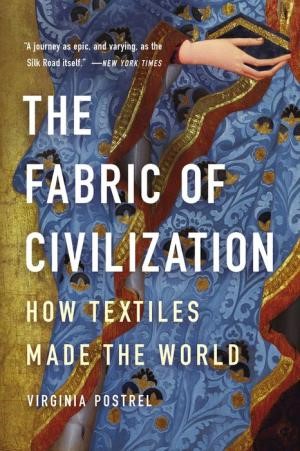 "A journey as epic, and varying, as the
Silk Road itself." —NEW YORK TIMES
THE
FABRIC OF
CIVILIZATION
HOW TEXTILES
MADE THE WORLD
VIRGINIA POSTREL